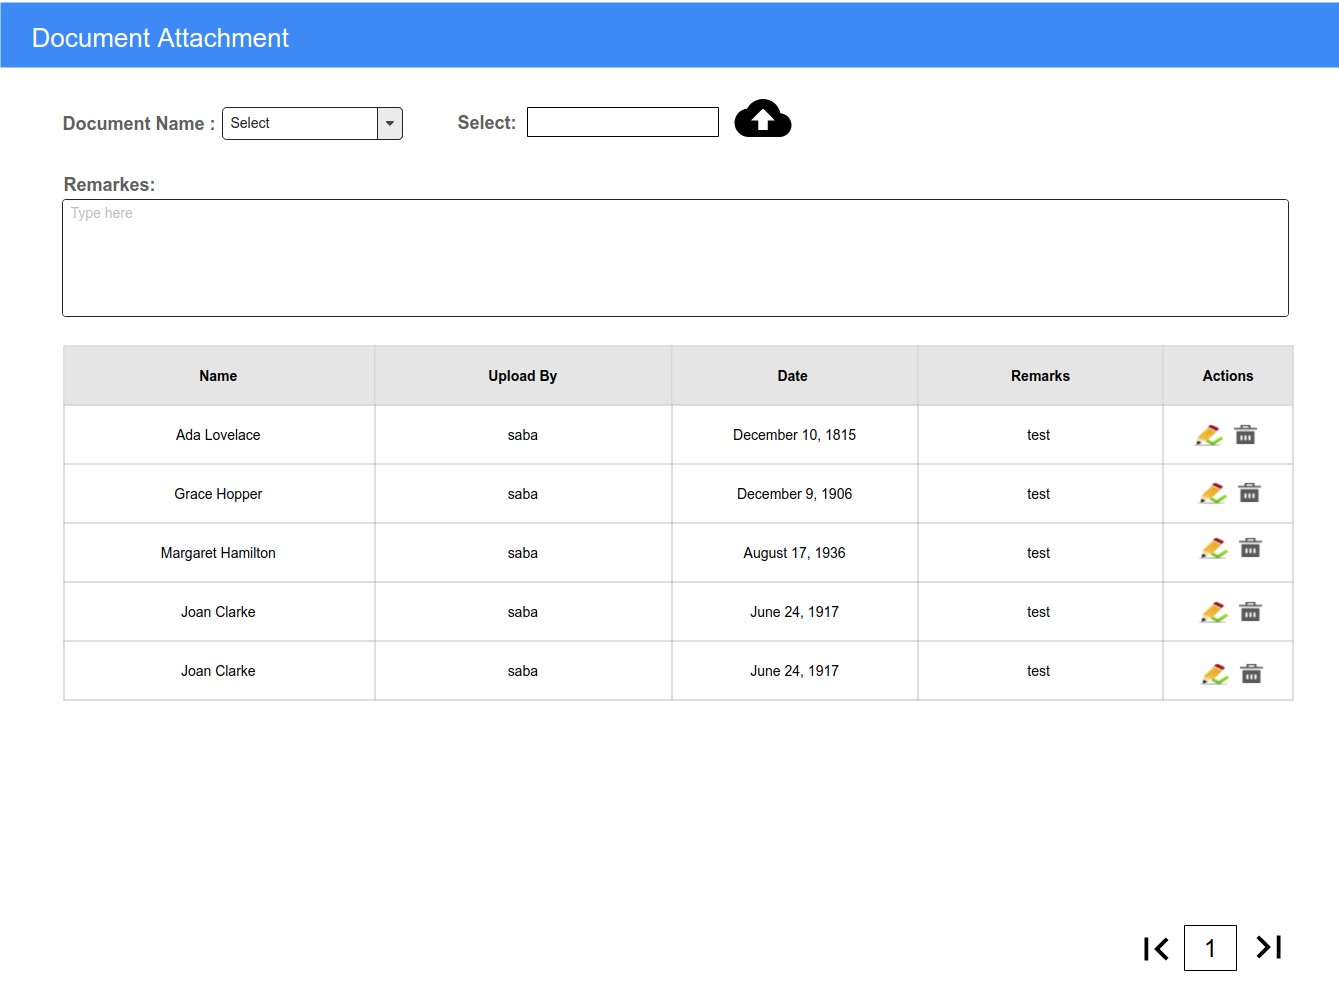 Document Attachment
Document Name : Select Select:
Remarkes:
Type here
Name Upload By Date Remarks Actions
Ada Lovelace saba December 10, 1815 test
Grace Hopper saba December 9, 1906 test
Margaret Hamilton saba August 17, 1936 test
Joan Clarke saba June 24, 1917 test
Joan Clarke saba June 24, 1917 test
1